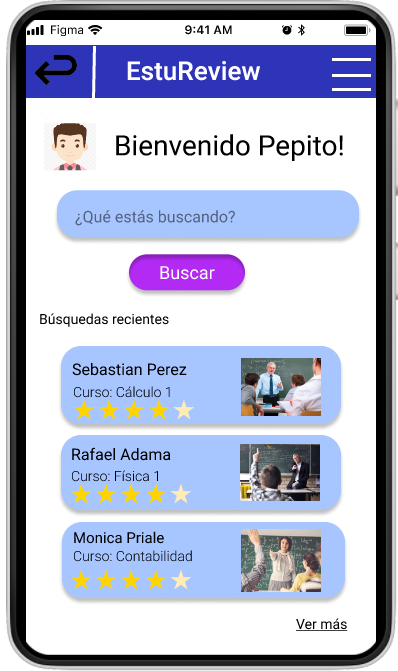 Figma
9:41 AM
EstuReview
Bienvenido Pepito!
¿Qué estás buscando?
Buscar
Búsquedas recientes
Sebastian Perez
Curso: Cálculo 1
Rafael Adama
Curso: Física 1
Monica Priale
Curso: Contabilidad
Ver más